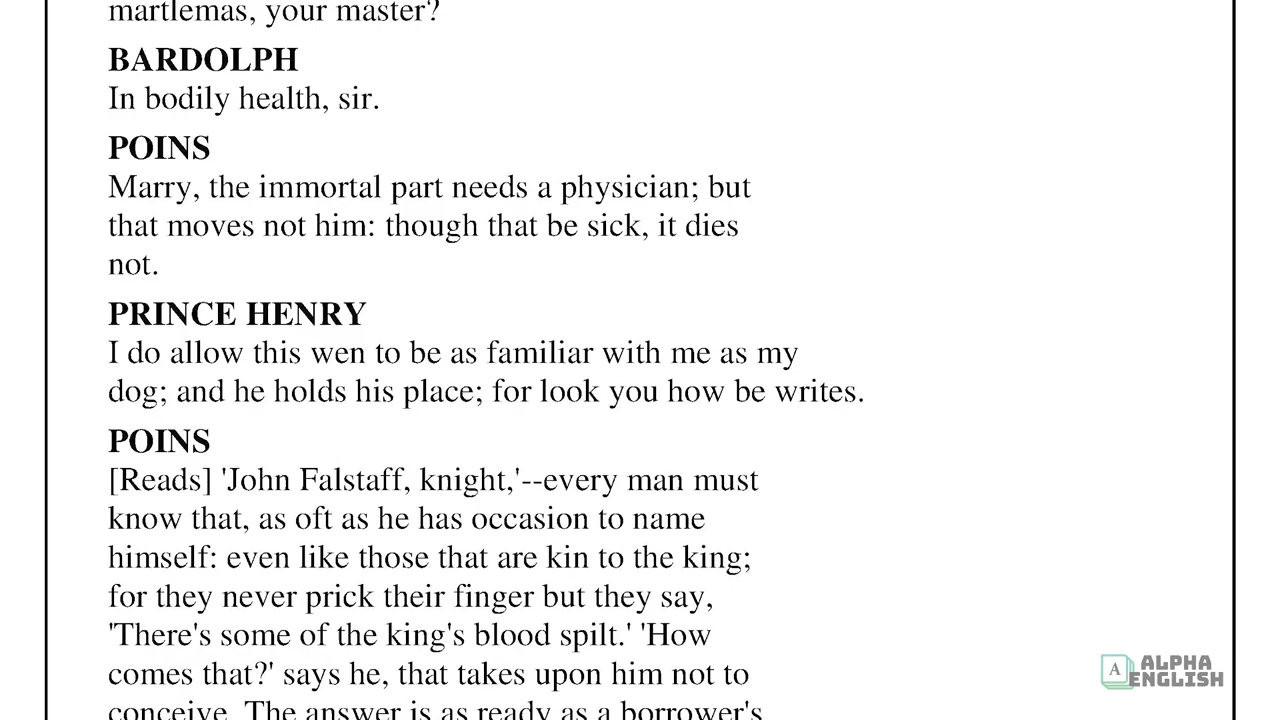 martlemas, your master?
BARDOLPH
In bodily health, sir.
POINS
Marry, the immortal part needs a physician; but
that moves not him: though that be sick, it dies
not.
PRINCE HENRY
I do allow this wen to be as familiar with me as my
dog; and he holds his place; for look you how be writes.
POINS
[Reads] 'John Falstaff, knight,'--every man must
know that, as oft as he has occasion to name
himself: even like those that are kin to the king;
for they never prick their finger but they say,
'There's some of the king's blood spilt.' 'How
comes that?' says he, that takes upon him not to
conceive. The answer is as ready as a borrower's
A ALPHA
ENGLISH